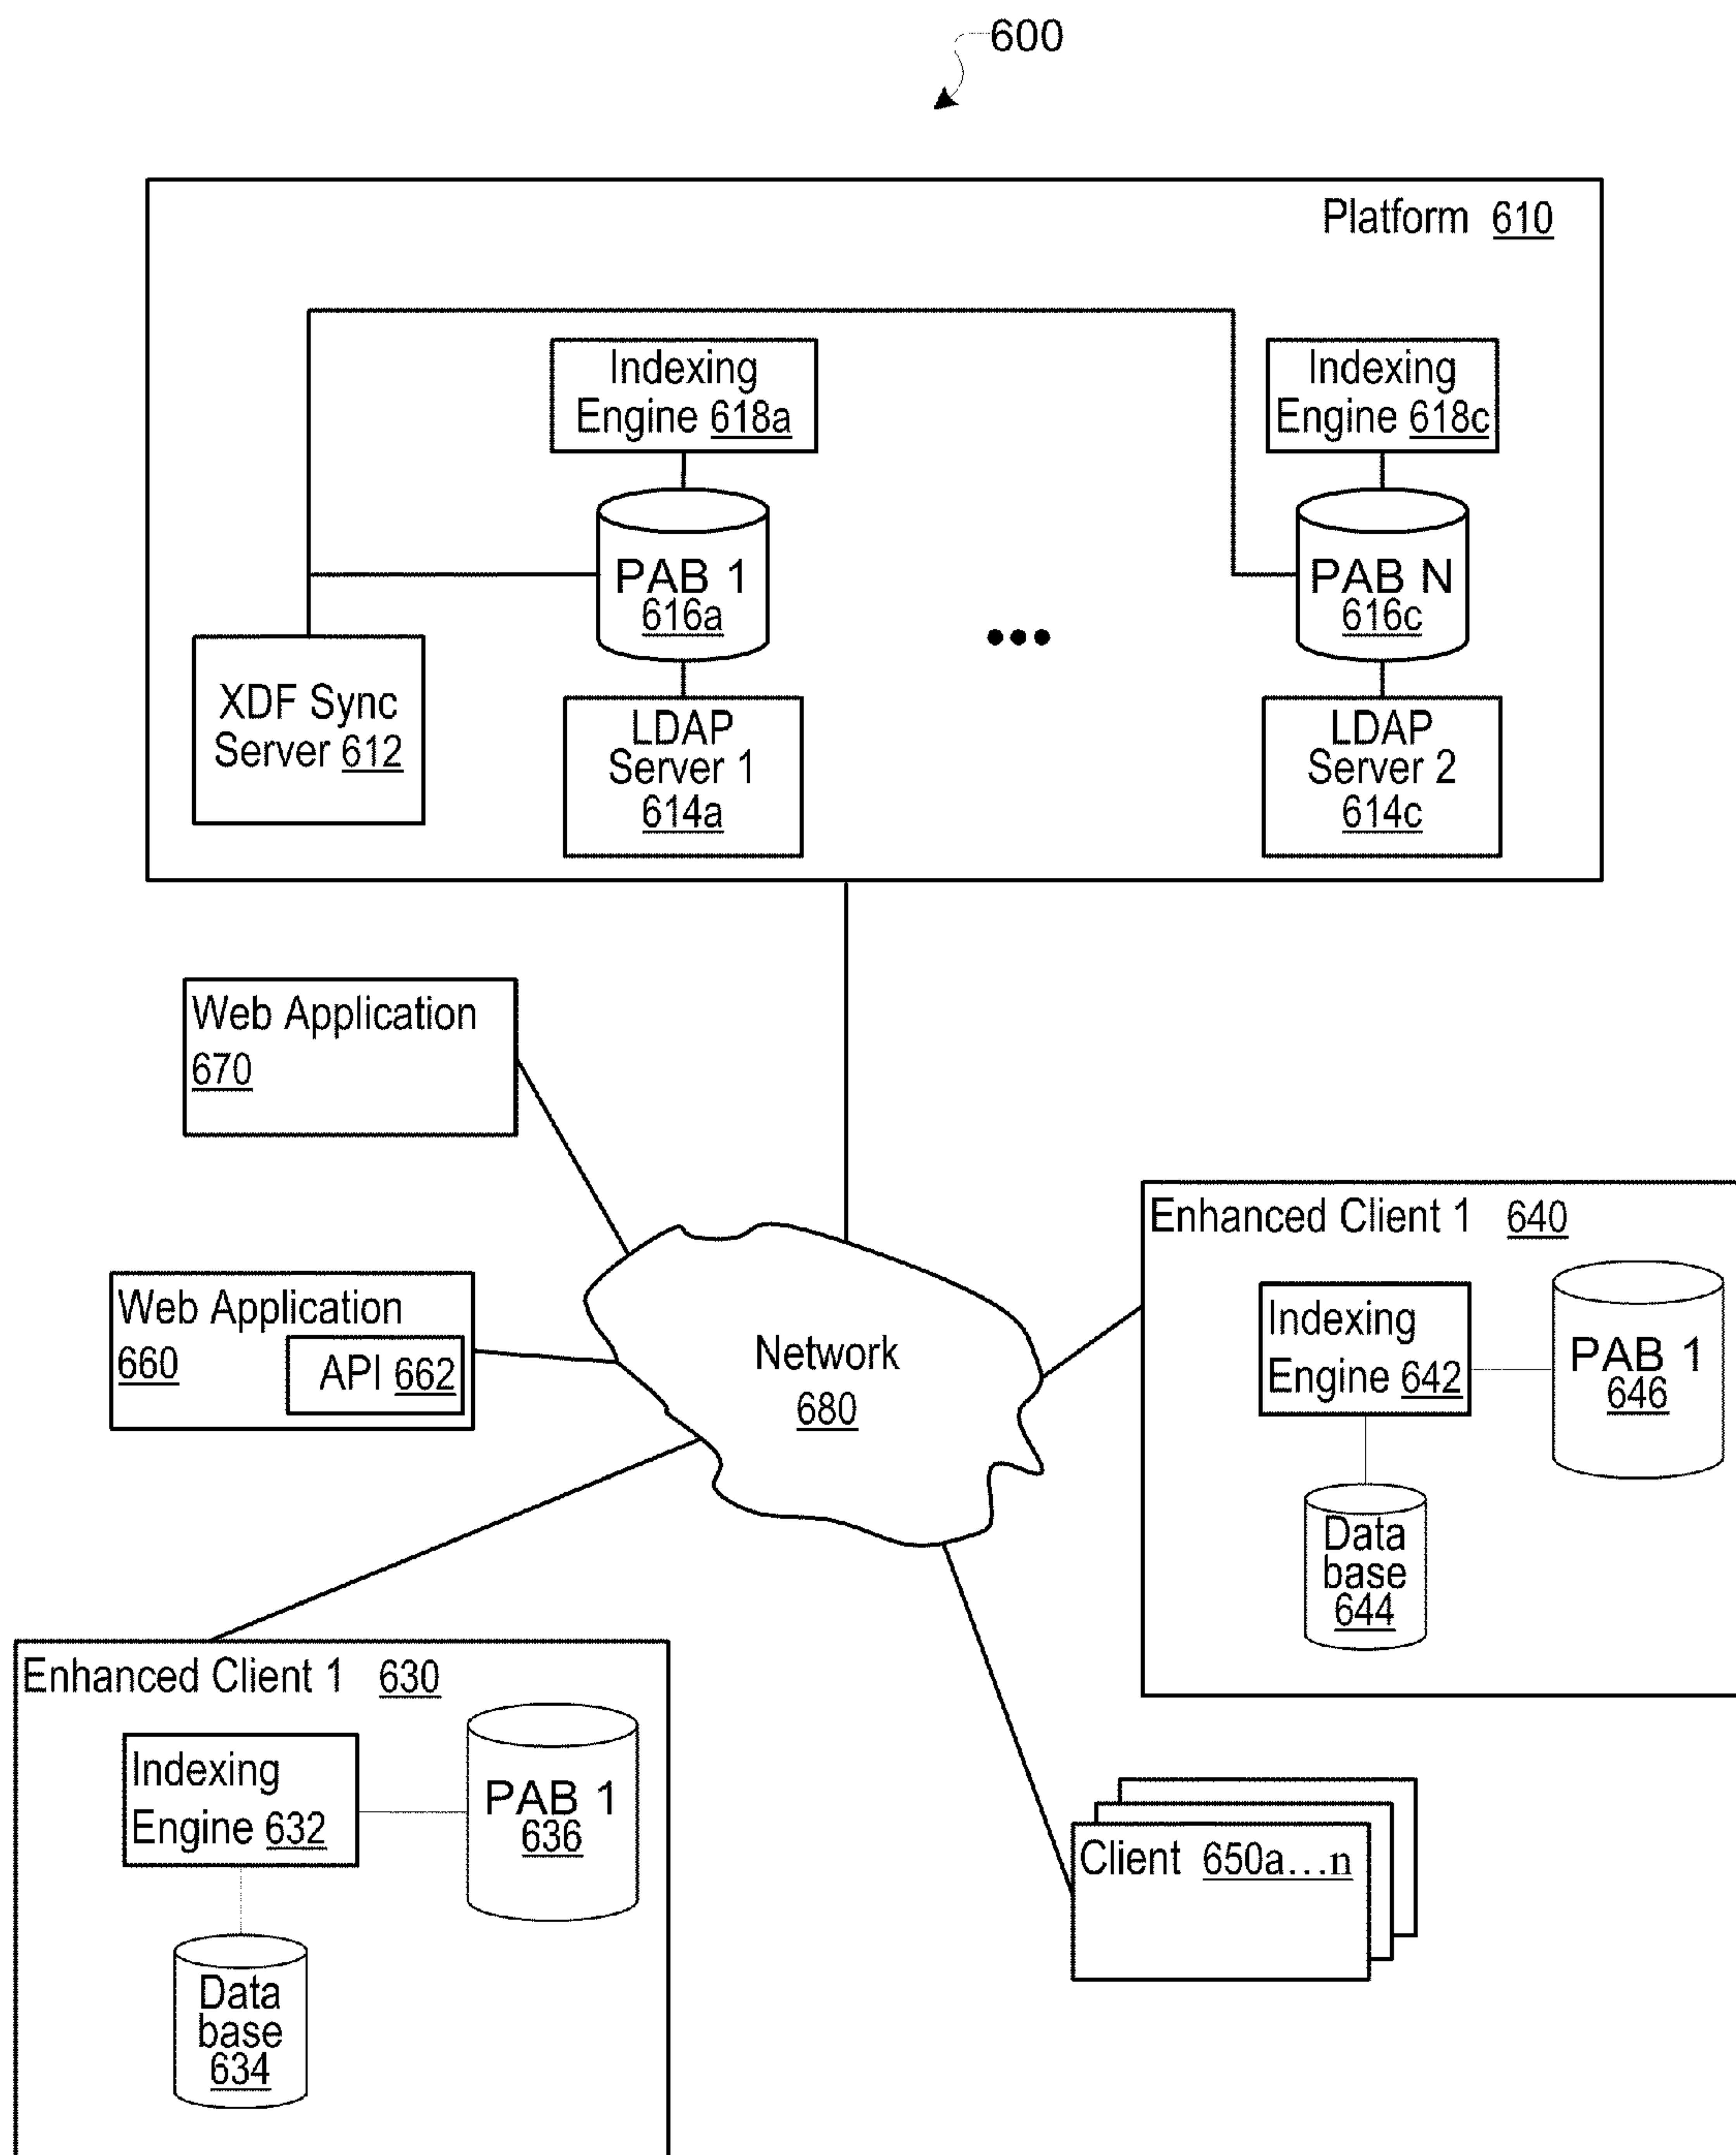 600
Platform 610
Indexing
Engine 618a
Indexing
Engine 618c
PAB 1
616a
PAB N
616c
•••
XDF Sync
Server 612
LDAP
Server 1
614a
LDAP
Server 2
614c
Web Application
670
Enhanced Client 1 640
Web Application
660
API 662
Network
680
Indexing
Engine 642
PAB 1
646
Data
base
644
Enhanced Client 1 630
Indexing
Engine 632
PAB 1
636
Client 650a...n
Data
base
634